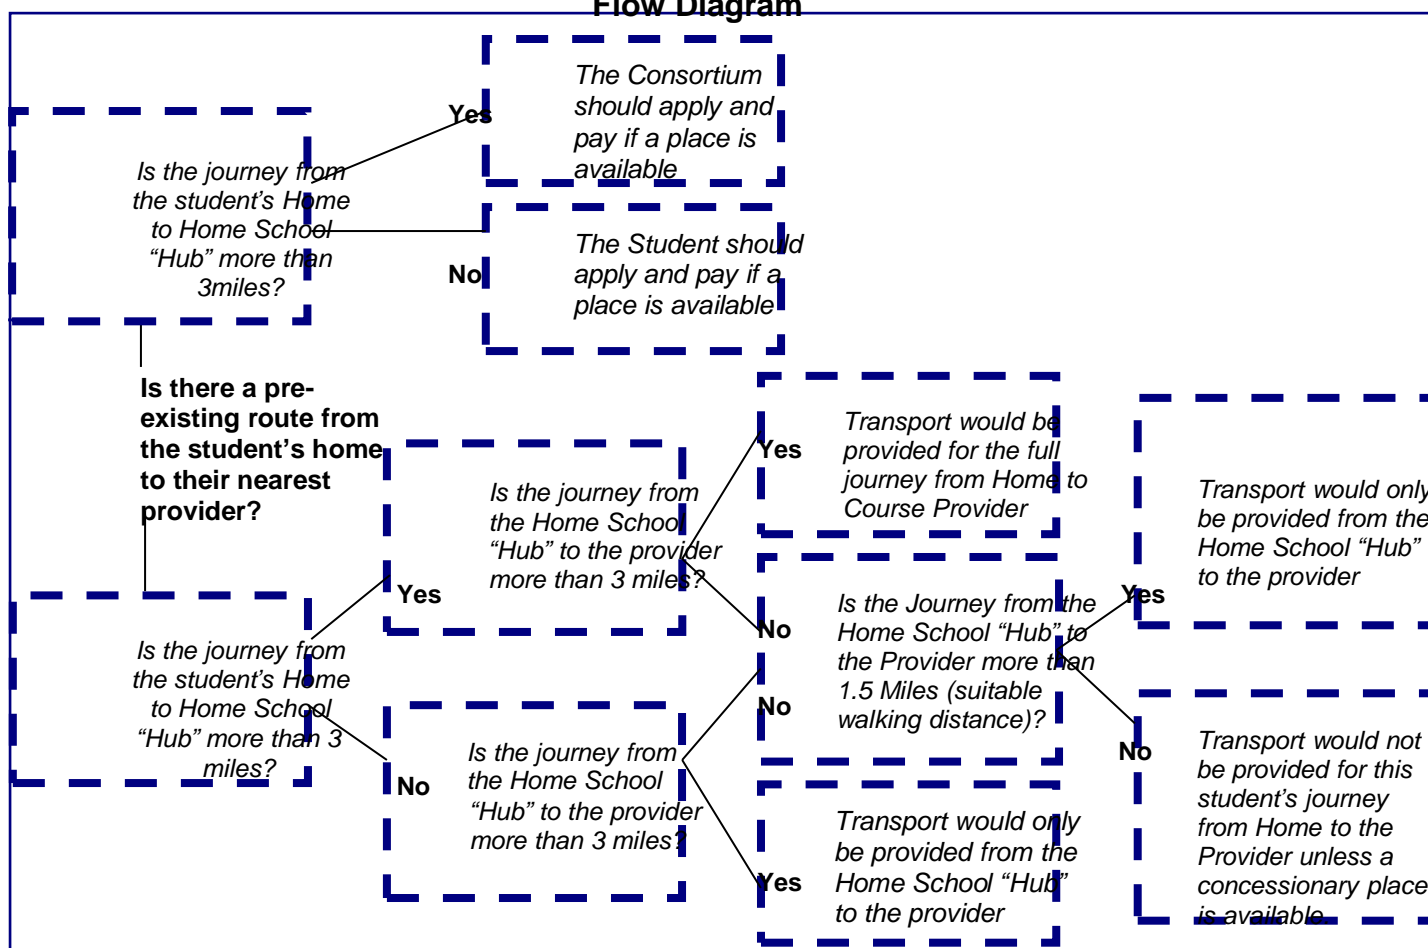 Flow Diagram
The Consortium
should apply and
pay if a place is
available
Yes
Is the journey from
the student's Home
to Home School
“Hub” more than
3miles?
The Student should
apply and pay if a
place is available
No
Is there a pre-
existing route from
the student's home
to their nearest
provider?
Is the journey from
the Home School
“Hub” to the provider
more than 3 miles?
Yes
Transport would be
provided for the full
journey from Home to
Course Provider
Yes
Transport would only
be provided from the
Home School “Hub”
to the provider
Yes
Is the Journey from the
Home School “Hub” to
the Provider more than
1.5 Miles (suitable
walking distance)?
No
No
Is the journey from
the student's Home
to Home School
“Hub” more than 3
miles?
Is the journey from
the Home School
“Hub” to the provider
more than 3 miles?
No
Transport would only
be provided from the
Home School “Hub”
to the provider
Yes
Transport would not
be provided for this
student's journey
from Home to the
Provider unless a
concessionary place
is available.
No